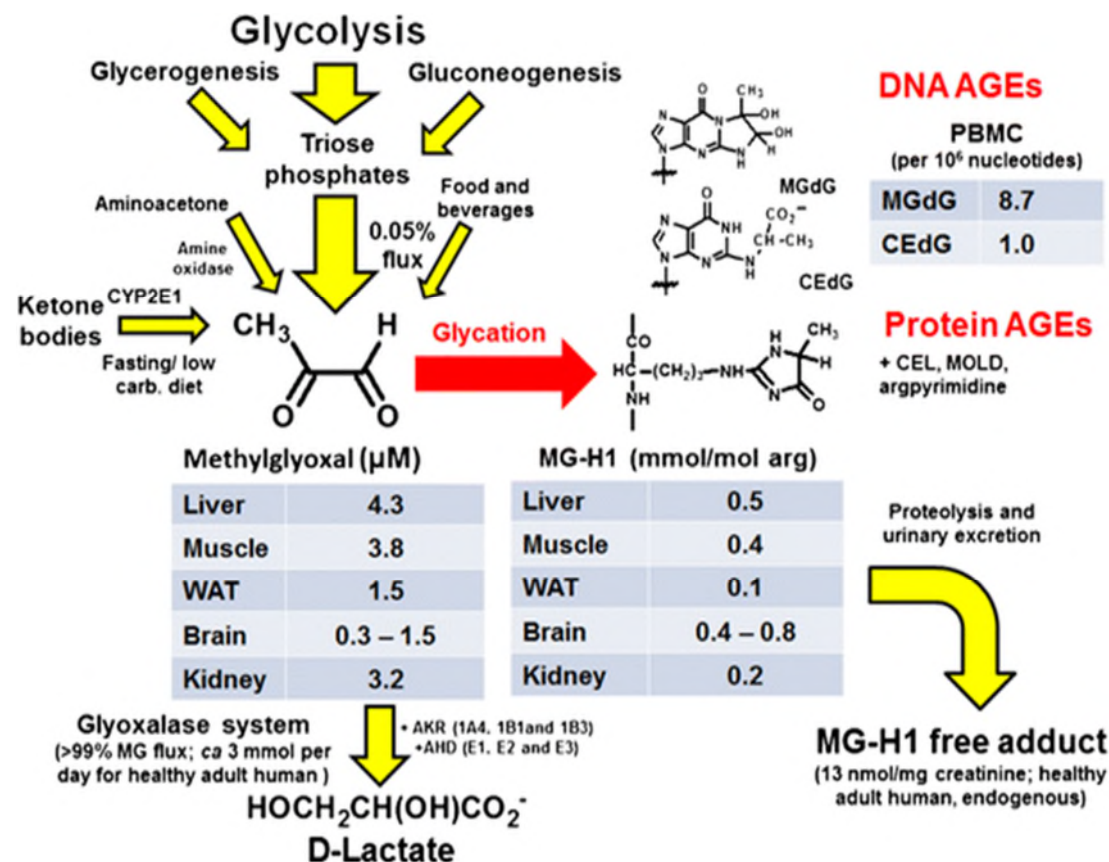 Glycolysis
Glycerogenesis
Gluconeogenesis
Triose
phosphates
Aminoacetone
Amine
oxidase
0.05%
flux
Food and
beverages
Ketone
bodies
CYP2E1
Fasting/ low
carb. diet
CH3
H
O
O
Glycation
O
CH3
OH
OH
H
N
N
N
N
N
H
MGdG
O
NH
N
N
N
N
N
H
CO2−
CH
CH3
CEdG
DNA AGEs
PBMC
(per 10⁶ nucleotides)
MGdG 8.7
CEdG 1.0
Protein AGEs
+ CEL, MOLD,
argpyrimidine
CO
HC
NH
(CH2)3
NH
NH
N
CH3
H
O
Methylglyoxal (µM)
Liver 4.3
Muscle 3.8
WAT 1.5
Brain 0.3 – 1.5
Kidney 3.2
MG-H1 (mmol/mol arg)
Liver 0.5
Muscle 0.4
WAT 0.1
Brain 0.4 – 0.8
Kidney 0.2
Proteolysis and
urinary excretion
Glyoxalase system
(>99% MG flux; ca 3 mmol per
day for healthy adult human )
+ AKR (1A4, 1B1and 1B3)
+AHD (E1, E2 and E3)
HOCH2CH(OH)CO2-
D-Lactate
MG-H1 free adduct
(13 nmol/mg creatinine; healthy
adult human, endogenous)